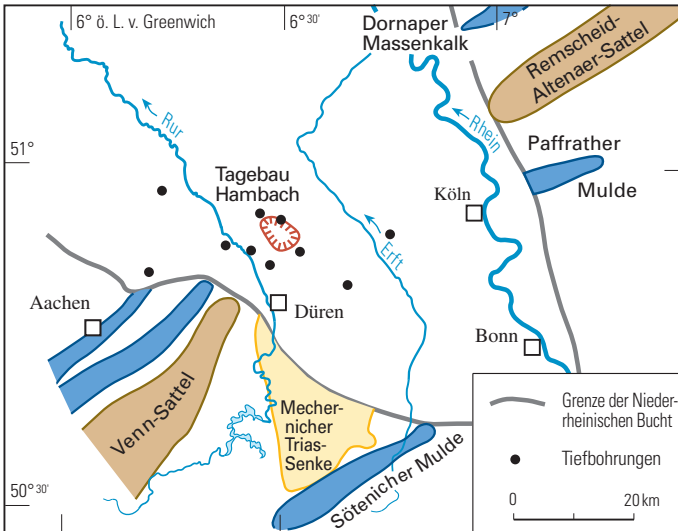 6° ö. L. v. Greenwich
6° 30'
7°
Dornaper
Massenkalk
Remscheid-
Altenaer-Sattel
Rur
Rhein
51°
Paffrather
Mulde
Tagebau
Hambach
Köln
Erft
Aachen
Düren
Bonn
Venn-Sattel
Mecher-
nicher
Trias-
Senke
Sötenicher Mulde
Grenze der Nieder-
rheinischen Bucht
Tiefbohrungen
0 20 km
50° 30'